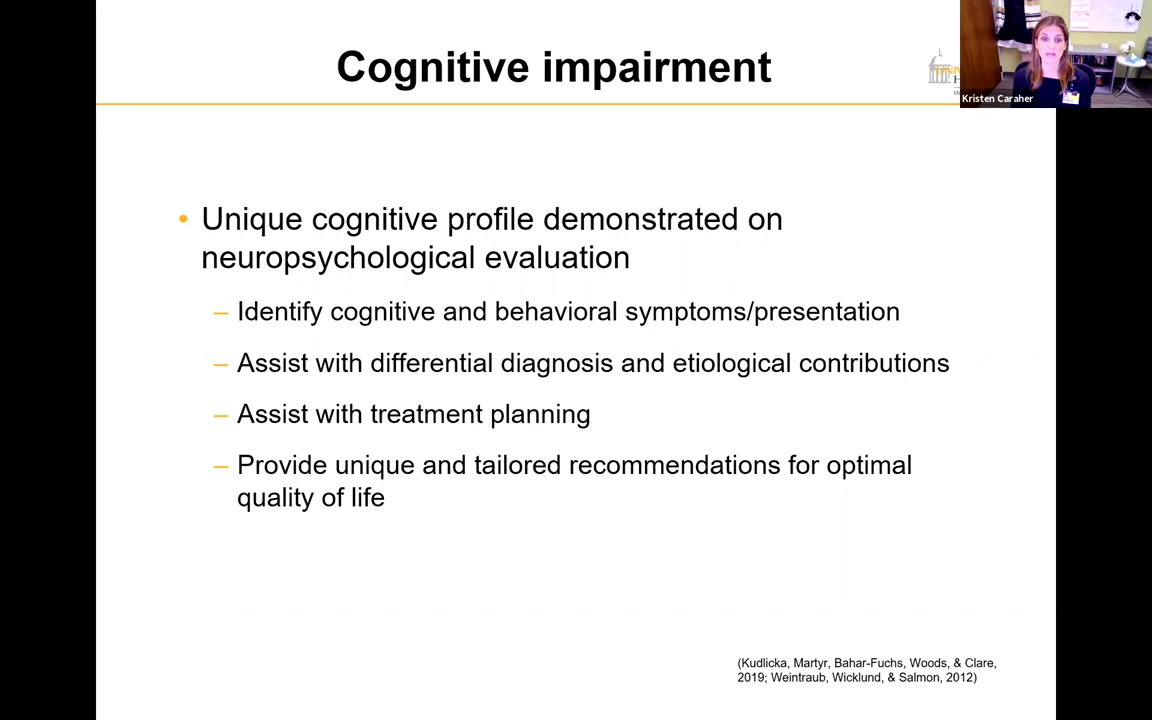 Cognitive impairment
Kristen Caraher
• Unique cognitive profile demonstrated on
neuropsychological evaluation
– Identify cognitive and behavioral symptoms/presentation
– Assist with differential diagnosis and etiological contributions
– Assist with treatment planning
– Provide unique and tailored recommendations for optimal
quality of life
(Kudlicka, Martyr, Bahar-Fuchs, Woods, & Clare,
2019; Weintraub, Wicklund, & Salmon, 2012)